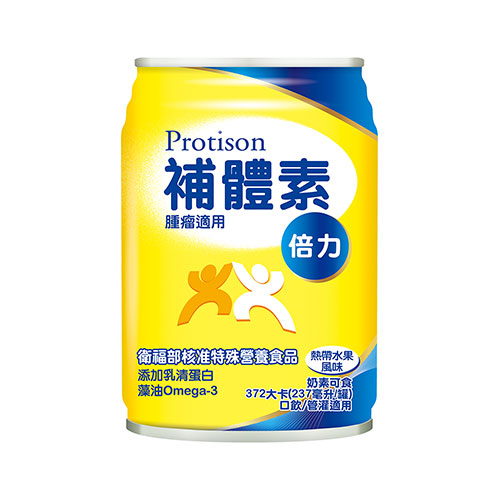 Protison
補體素
腫瘤適用
倍力
衛福部核准特殊營養食品
添加乳清蛋白
藻油Omega-3
熱帶水果
風味
奶素可食
372大卡(237毫升/罐)
口飲/管灌適用